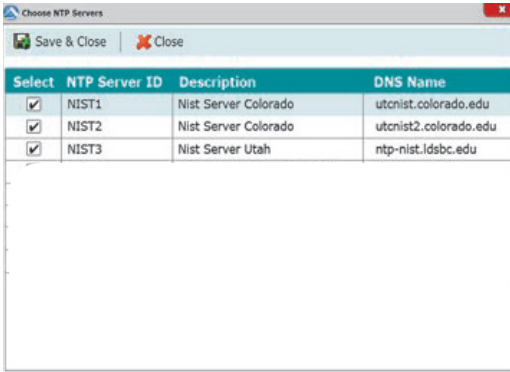 Choose NTP Servers
Save & Close Close
Select NTP Server ID Description DNS Name
NIST1 Nist Server Colorado utcnist.colorado.edu
NIST2 Nist Server Colorado utcnist2.colorado.edu
NIST3 Nist Server Utah ntp-nist.ldsbc.edu